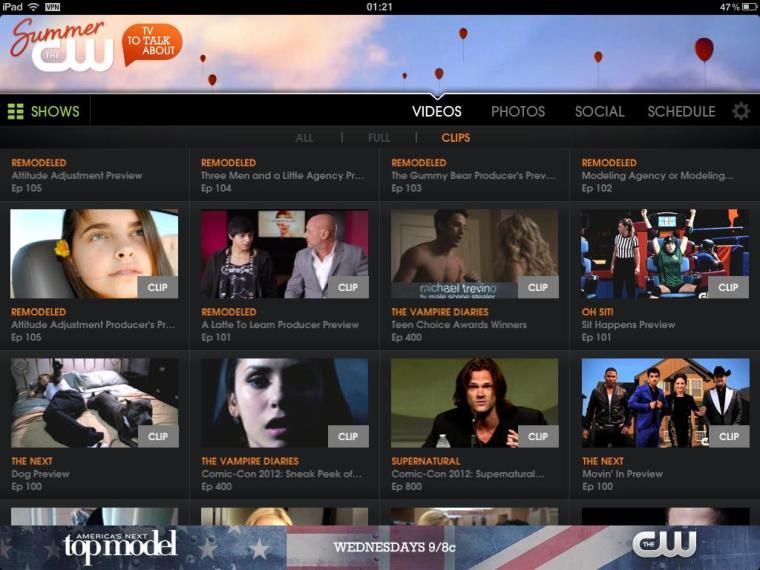 iPad VPN 01:21 47%
Summer
THE CW
TV
TO TALK
ABOUT
SHOWS VIDEOS PHOTOS SOCIAL SCHEDULE
ALL | FULL | CLIPS
REMODELED REMODELED REMODELED REMODELED
Attitude Adjustment Preview Three Men and a Little Agency Pr... The Gummy Bear Producer's Prev... Modeling Agency or Modeling...
Ep 105 Ep 104 Ep 103 Ep 102
michael trevino
tv male scene stealer
CLIP CLIP CLIP CLIP
REMODELED REMODELED THE VAMPIRE DIARIES OH SIT!
Attitude Adjustment Producer's Pr... A Latte To Learn Producer Preview Teen Choice Awards Winners Sit Happens Preview
Ep 105 Ep 101 Ep 400 Ep 101
CLIP CLIP CLIP CLIP
THE NEXT THE VAMPIRE DIARIES SUPERNATURAL THE NEXT
Dog Preview Comic-Con 2012: Sneak Peek of... Comic-Con 2012: Supernatural... Movin' In Preview
Ep 100 Ep 400 Ep 800 Ep 100
AMERICA'S NEXT
top model WEDNESDAYS 9/8c THE CW